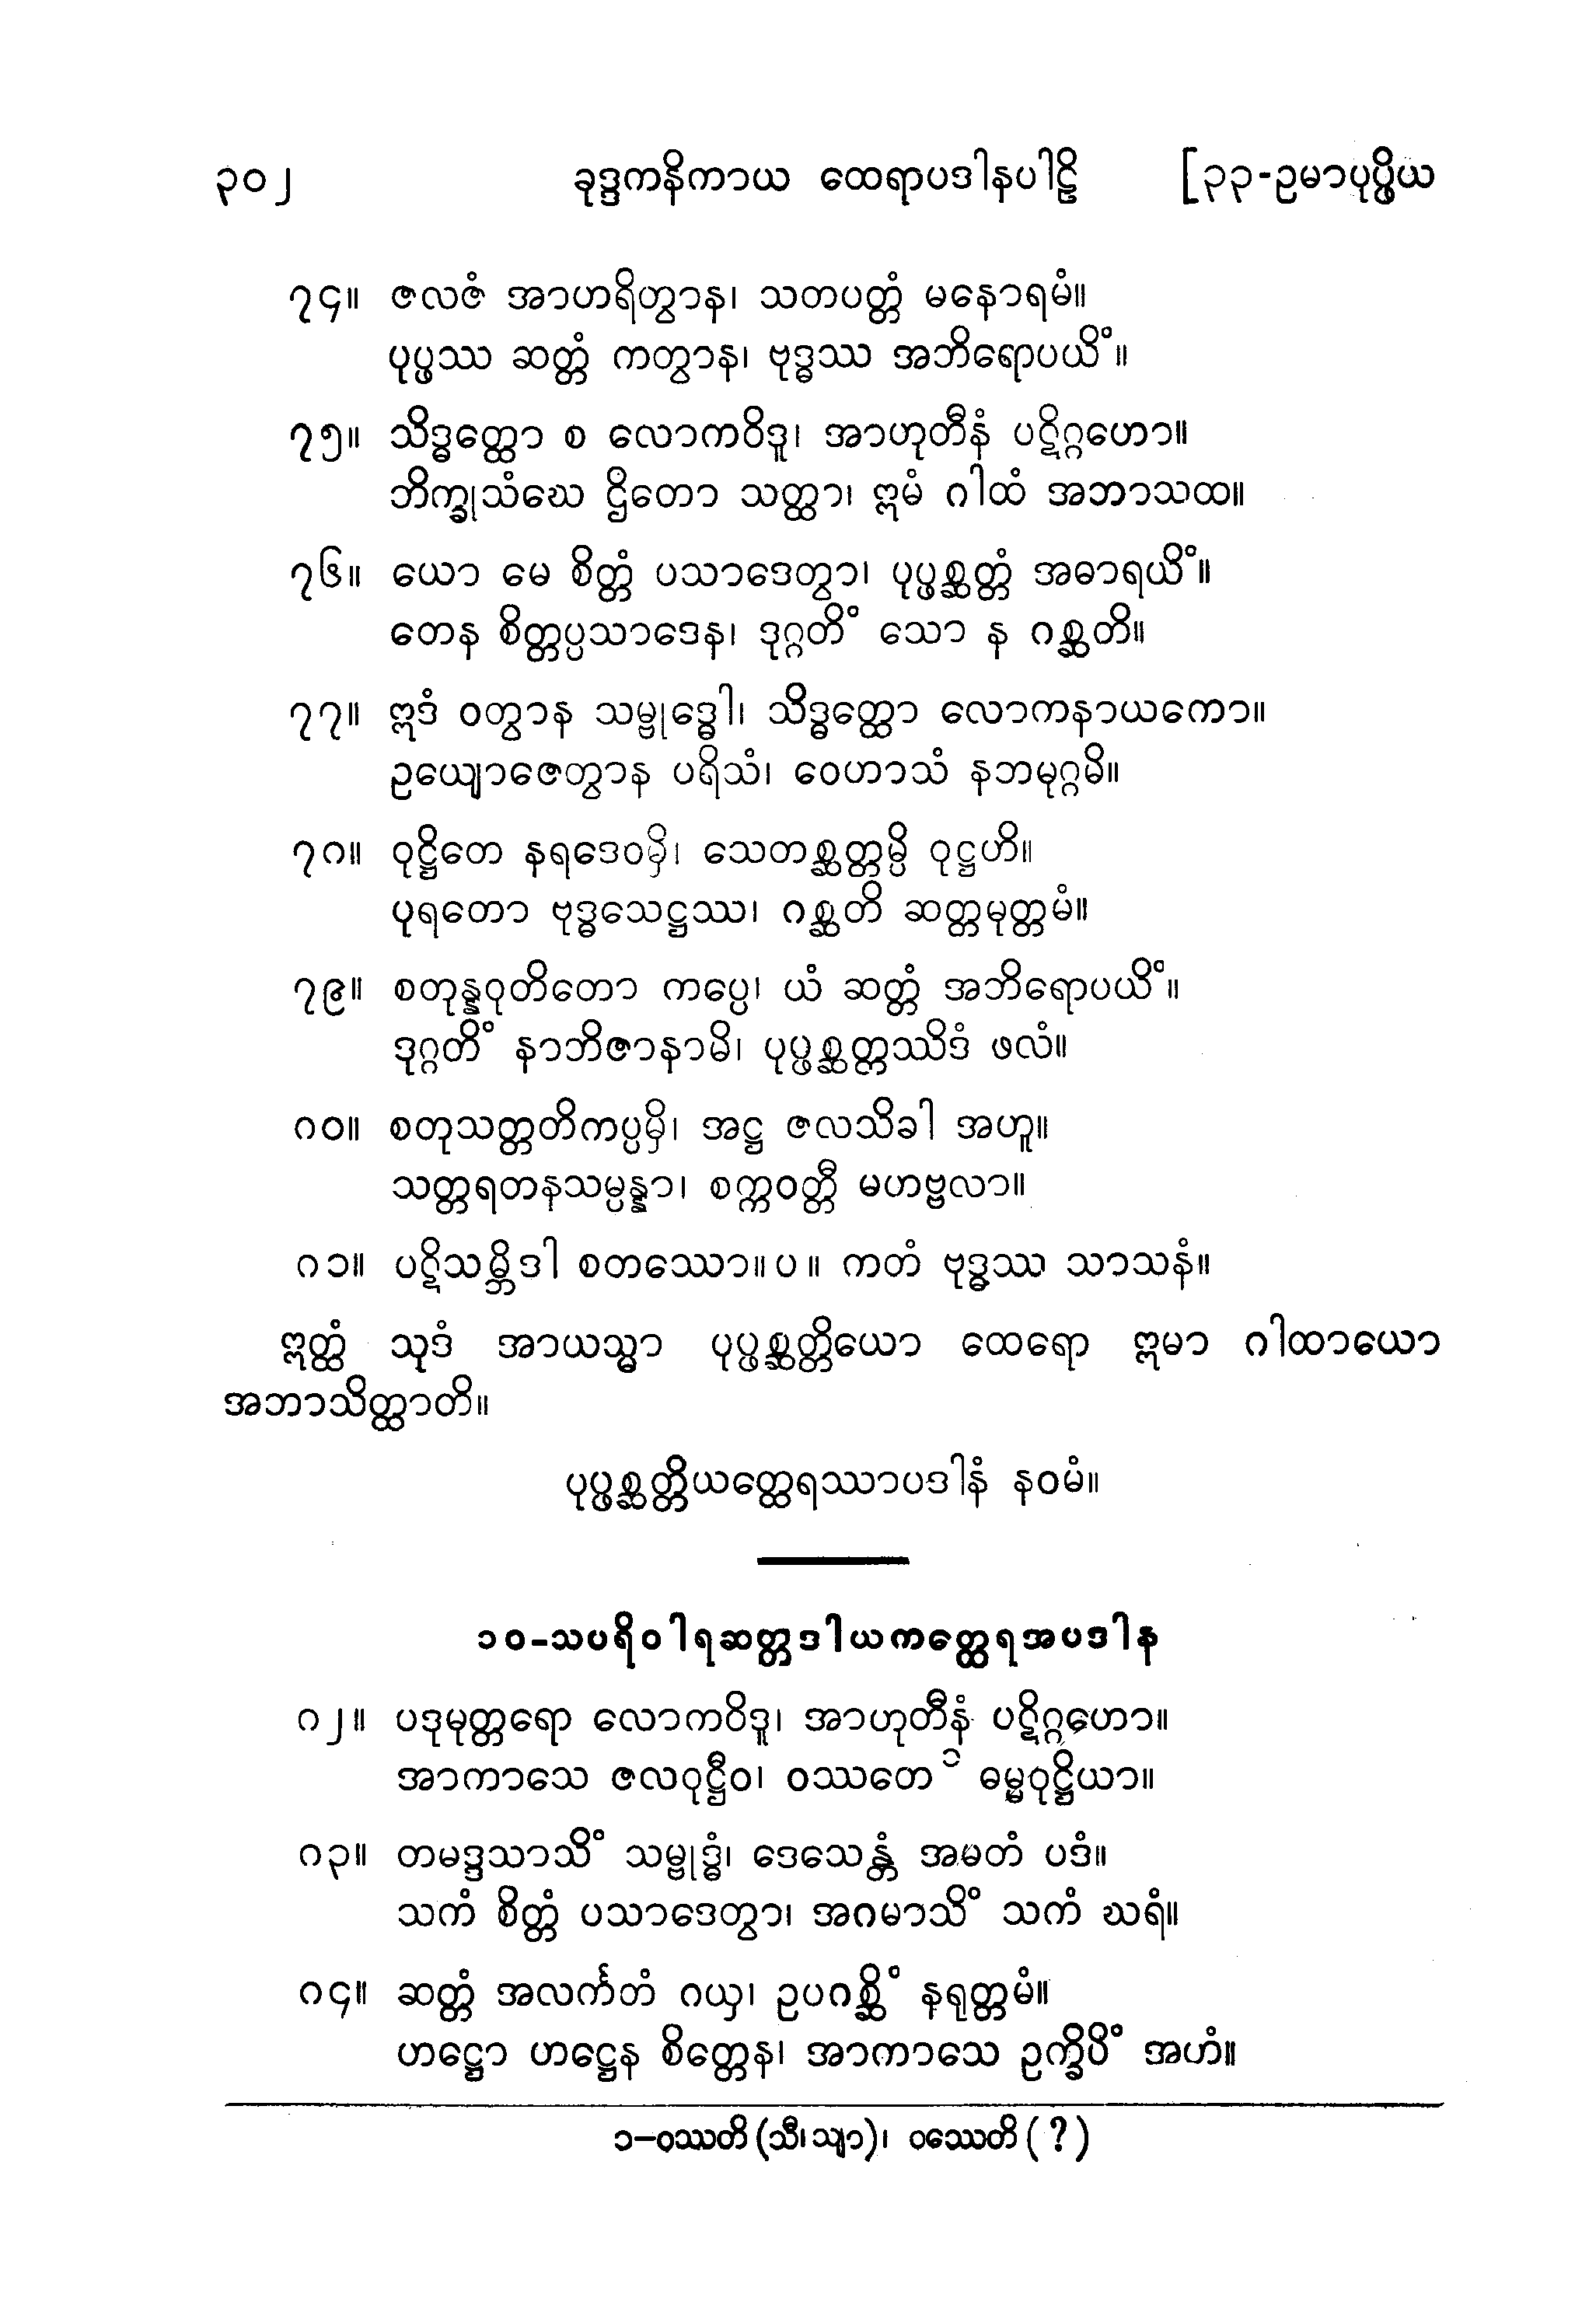 ၃၀၂ ခုဒ္ဒကနိကာယ ထေရာပဒါနပါဠိ [၃၃-ဥမာပုပ္ဖိယ
၇၄။ ဇလဇံ အာဟရိတွာန၊ သတပတ္တံ မနောရမံ။
ပုပ္ဖဿ ဆတ္တံ ကတွာန၊ ဗုဒ္ဓဿ အဘိရောပယိံ။
၇၅။ သိဒ္ဓတ္ထော စ လောကဝိဒူ၊ အာဟုတီနံ ပဋိဂ္ဂဟော။
ဘိက္ခုသံဃေ ဌိတော သတ္ထာ၊ ဣမံ ဂါထံ အဘာသထ။
၇၆။ ယော မေ စိတ္တံ ပသာဒေတွာ၊ ပုပ္ဖစ္ဆတ္တံ အဓာရယိံ။
တေန စိတ္တပ္ပသာဒေန၊ ဒုဂ္ဂတိံ သော န ဂစ္ဆတိ။
၇၇။ ဣဒံ ဝတွာန သမ္ဗုဒ္ဓေါ၊ သိဒ္ဓတ္ထော လောကနာယကော။
ဥယျောဇေတွာန ပရိသံ၊ ဝေဟာသံ နဘမုဂ္ဂမိ။
၇၈။ ဝုဋ္ဌိတေ နရဒေဝမှိ၊ သေတစ္ဆတ္တမ္ပိ ဝုဋ္ဌဟိ။
ပုရတော ဗုဒ္ဓသေဋ္ဌဿ၊ ဂစ္ဆတိ ဆတ္တမုတ္တမံ။
၇၉။ စတုန္နဝုတိတော ကပ္ပေ၊ ယံ ဆတ္တံ အဘိရောပယိံ။
ဒုဂ္ဂတိံ နာဘိဇာနာမိ၊ ပုပ္ဖစ္ဆတ္တဿိဒံ ဖလံ။
၈၀။ စတုသတ္တတိကပ္ပမှိ၊ အဋ္ဌ ဇလသိခါ အဟူ။
သတ္တရတနသမ္ပန္နာ၊ စက္ကဝတ္တီ မဟဗ္ဗလာ။
၈၁။ ပဋိသမ္ဘိဒါ စတဿော။ပ။ ကတံ ဗုဒ္ဓဿ သာသနံ။
ဣတ္ထံ သုဒံ အာယသ္မာ ပုပ္ဖစ္ဆတ္တိယော ထေရော ဣမာ ဂါထာယော
အဘာသိတ္ထာတိ။
ပုပ္ဖစ္ဆတ္တိယတ္ထေရဿာပဒါနံ နဝမံ။
၁၀-သပရိဝါရဆတ္တဒါယကတ္ထေရအပဒါန
၈၂။ ပဒုမုတ္တရော လောကဝိဒူ၊ အာဟုတီနံ ပဋိဂ္ဂဟော။
အာကာသေ ဇလဝုဋ္ဌီဝ၊ ဝဿတေ ၁ ဓမ္မဝုဋ္ဌိယာ။
၈၃။ တမဒ္ဒသာသိံ သမ္ဗုဒ္ဓံ၊ ဒေသေန္တံ အမတံ ပဒံ။
သကံ စိတ္တံ ပသာဒေတွာ၊ အဂမာသိံ သကံ ဃရံ။
၈၄။ ဆတ္တံ အလင်္ကတံ ဂယှ၊ ဥပဂစ္ဆိံ နရုတ္တမံ။
ဟဋ္ဌော ဟဋ္ဌေန စိတ္တေန၊ အာကာသေ ဥက္ခိပိံ အဟံ။
၁-ဝဿတိ (သီ၊ သျာ)၊ ဝဿေတိ (?)